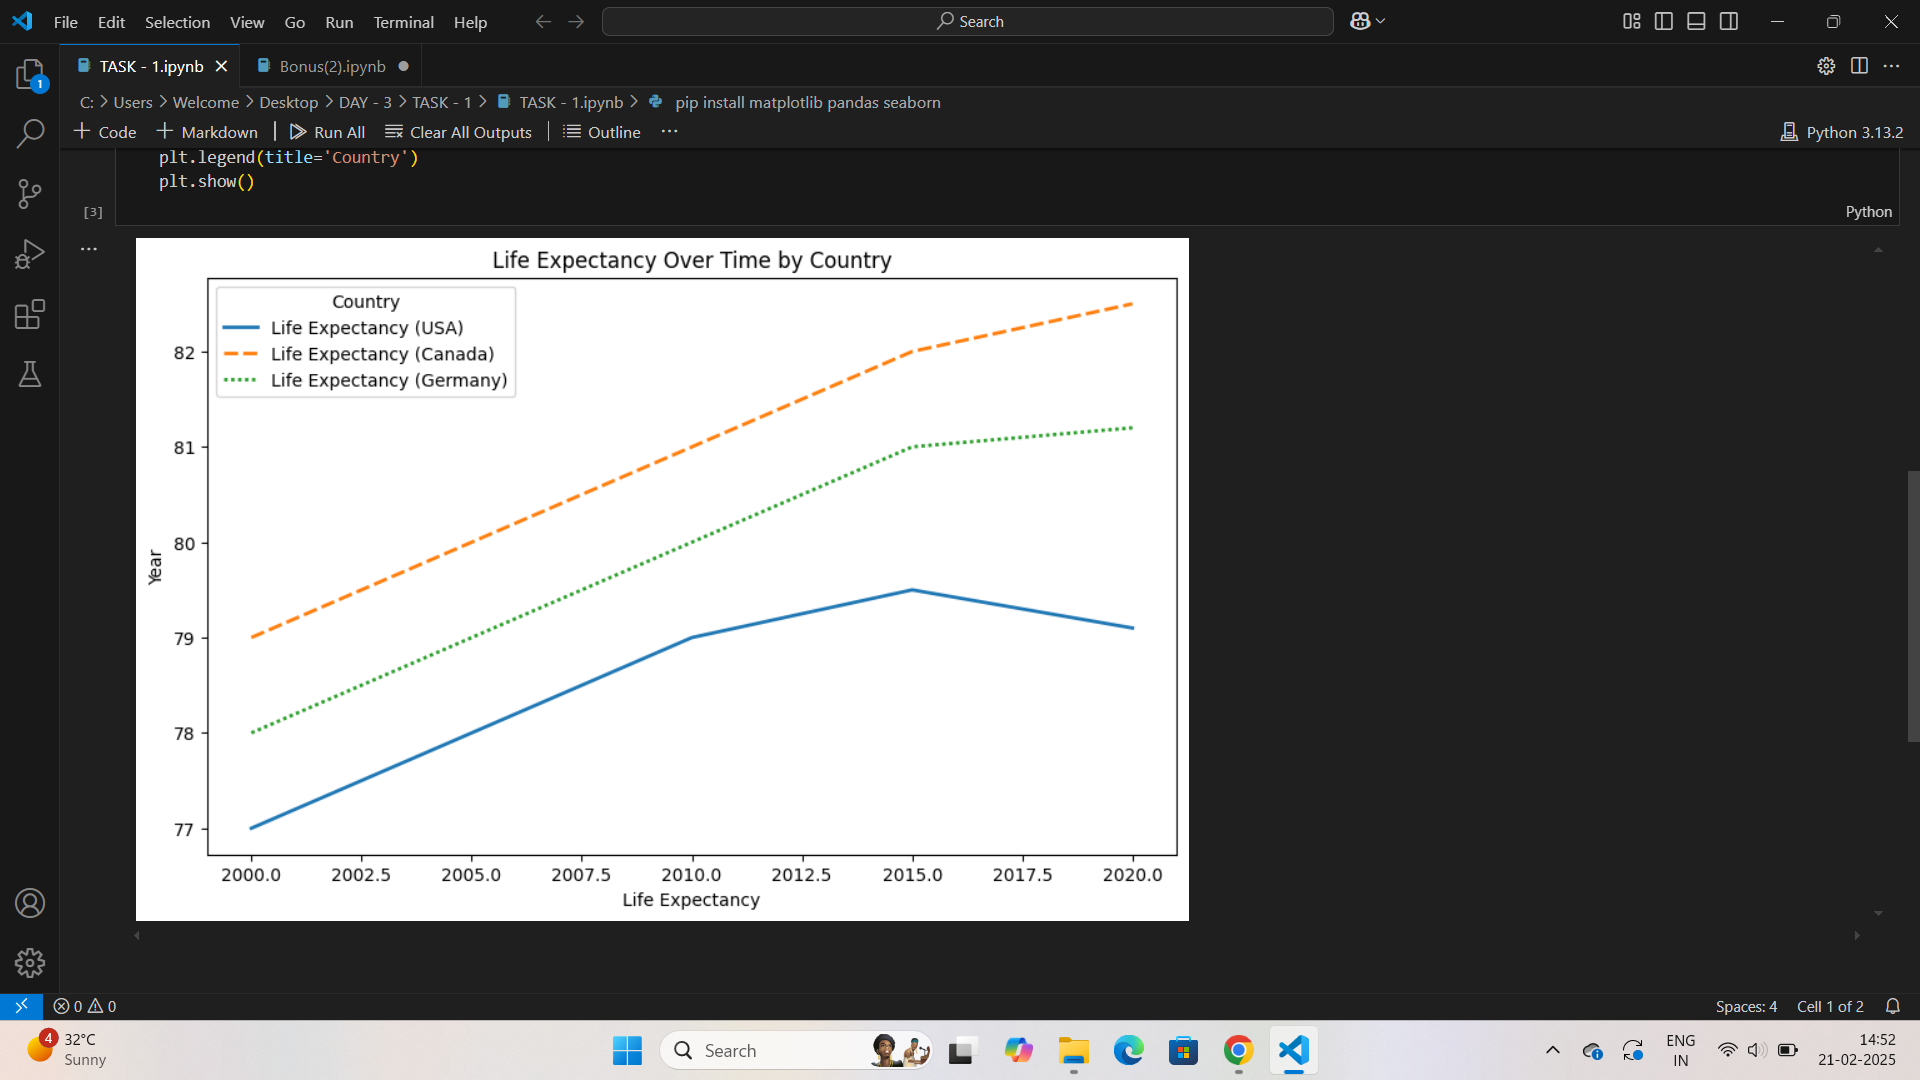 File Edit Selection View Go Run Terminal Help
Search
TASK - 1.ipynb
Bonus(2).ipynb
1
C: Users Welcome Desktop DAY - 3 TASK - 1 TASK - 1.ipynb pip install matplotlib pandas seaborn
Code Markdown Run All Clear All Outputs Outline ...
Python 3.13.2
plt.legend(title='Country')
plt.show()
[3]
Python
Life Expectancy Over Time by Country
Country
Life Expectancy (USA)
Life Expectancy (Canada)
Life Expectancy (Germany)
82
81
80
79
78
77
Year
2000.0 2002.5 2005.0 2007.5 2010.0 2012.5 2015.0 2017.5 2020.0
Life Expectancy
0 0
Spaces: 4 Cell 1 of 2
4
32°C
Sunny
Search
ENG
IN
14:52
21-02-2025